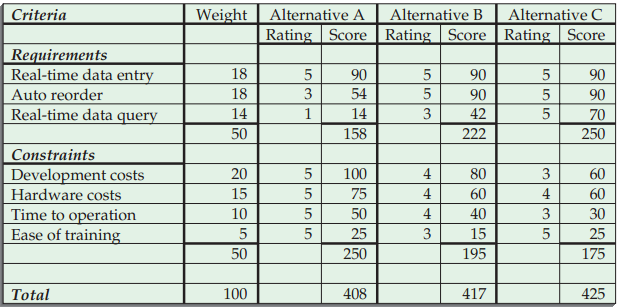 Criteria Weight Alternative A Alternative B Alternative C
Rating Score Rating Score Rating Score
Requirements
Real-time data entry 18 5 90 5 90 5 90
Auto reorder 18 3 54 5 90 5 90
Real-time data query 14 1 14 3 42 5 70
50 158 222 250
Constraints
Development costs 20 5 100 4 80 3 60
Hardware costs 15 5 75 4 60 4 60
Time to operation 10 5 50 4 40 3 30
Ease of training 5 5 25 3 15 5 25
50 250 195 175
Total 100 408 417 425